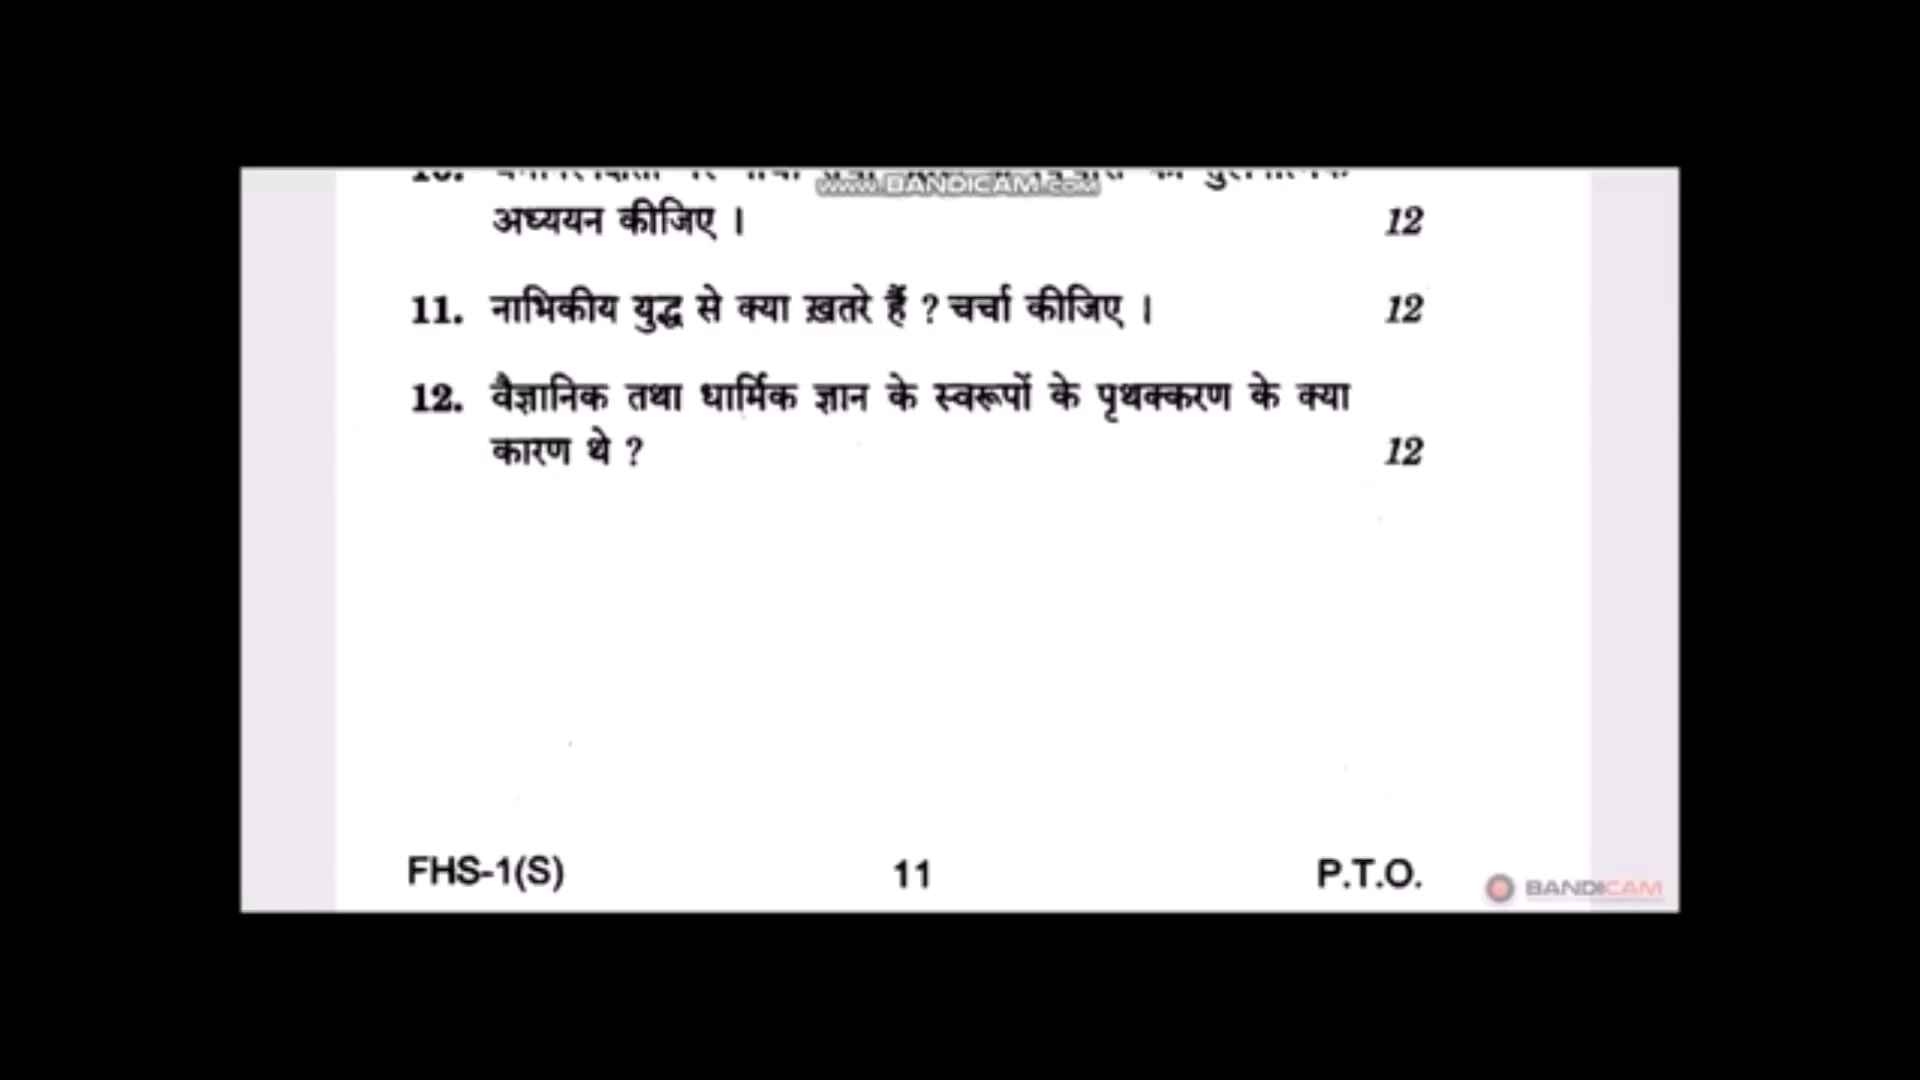 www.BANDICAM.com
अध्ययन कीजिए । 12
11. नाभिकीय युद्ध से क्या ख़तरे हैं ? चर्चा कीजिए । 12
12. वैज्ञानिक तथा धार्मिक ज्ञान के स्वरूपों के पृथक्करण के क्या
कारण थे ? 12
FHS-1(S) 11 P.T.O.
BANDICAM